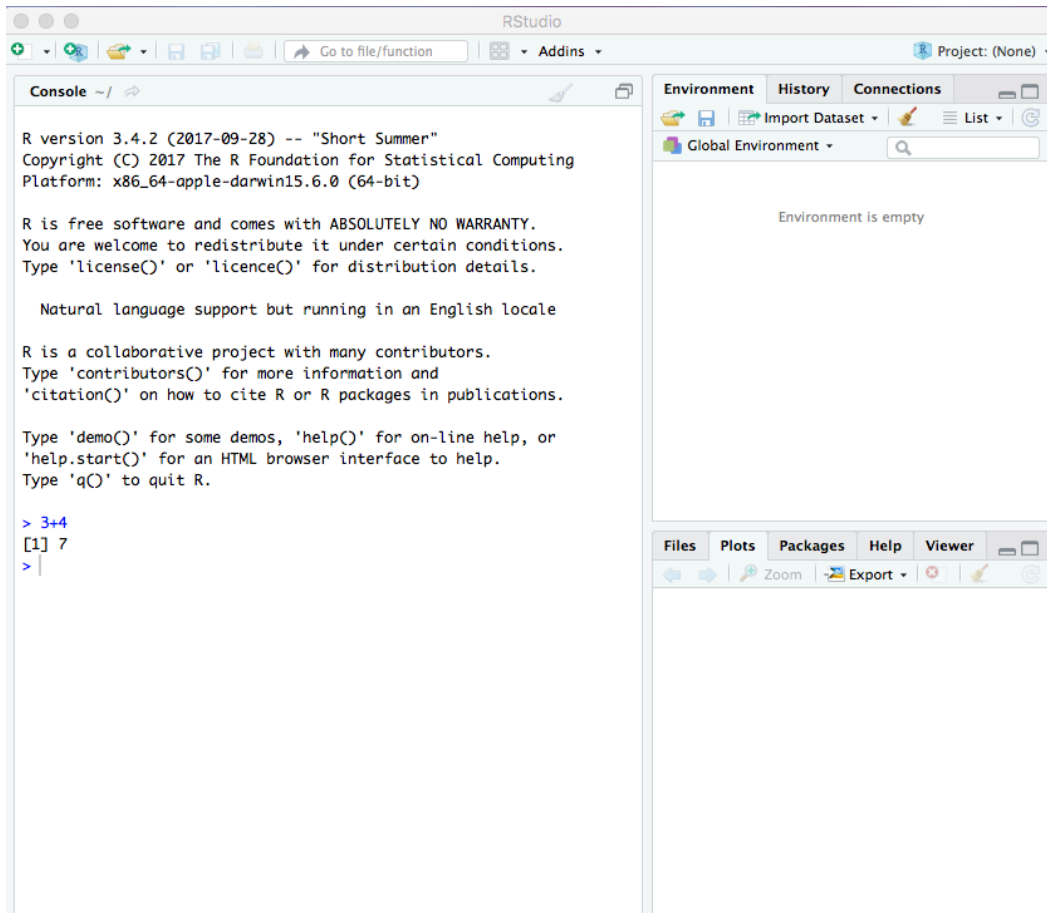 RStudio
Go to file/function
Addins
Project: (None)
Console ~/
R version 3.4.2 (2017-09-28) -- "Short Summer"
Copyright (C) 2017 The R Foundation for Statistical Computing
Platform: x86_64-apple-darwin15.6.0 (64-bit)
R is free software and comes with ABSOLUTELY NO WARRANTY.
You are welcome to redistribute it under certain conditions.
Type 'license()' or 'licence()' for distribution details.
Natural language support but running in an English locale
R is a collaborative project with many contributors.
Type 'contributors()' for more information and
'citation()' on how to cite R or R packages in publications.
Type 'demo()' for some demos, 'help()' for on-line help, or
'help.start()' for an HTML browser interface to help.
Type 'q()' to quit R.
> 3+4
[1] 7
>
Environment History Connections
Import Dataset List
Global Environment
Environment is empty
Files Plots Packages Help Viewer
Zoom Export